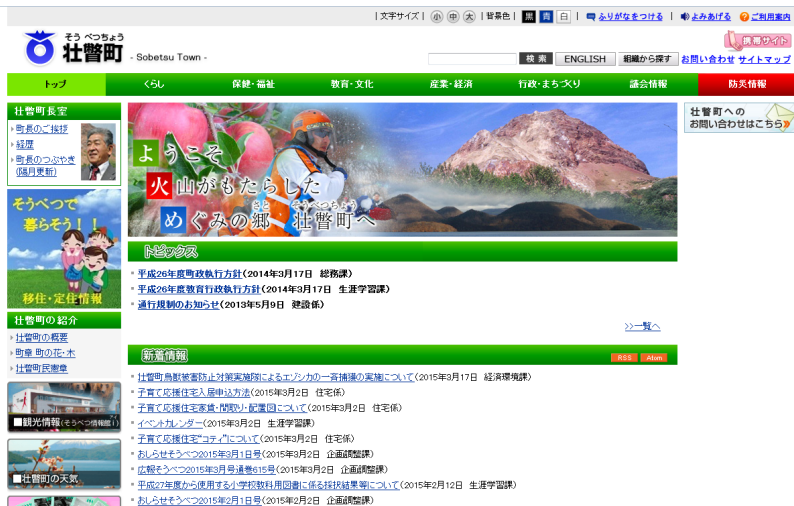 文字サイズ 小 中 大 背景色 黒 青 白 ふりがなをつける よみあげる ご利用案内
そうべつちょう
壮瞥町 - Sobetsu Town -
携帯サイト
検索 ENGLISH 組織から探す お問い合わせ サイトマップ
トップ くらし 保健・福祉 教育・文化 産業・経済 行政・まちづくり 議会情報 防災情報
壮瞥町長室
町長のご挨拶
経歴
町長のつぶやき
(隔月更新)
ようこそ
火山がもたらした
さと そうべつちょう
めぐみの郷 壮瞥町へ
壮瞥町への
お問い合わせはこちら
そうべつで
暮らそう!!
移住・定住情報
トピックス
平成26年度町政執行方針(2014年3月17日 総務課)
平成26年度教育行政執行方針(2014年3月17日 生涯学習課)
通行規制のお知らせ(2013年5月9日 建設係)
>>一覧へ
壮瞥町の紹介
壮瞥町の概要
町章 町の花・木
壮瞥町民憲章
■観光情報(そうべつ情報館i)
アイ
■壮瞥町の天気
新着情報 RSS Atom
壮瞥町鳥獣被害防止対策実施隊によるエゾシカの一斉捕獲の実施について(2015年3月17日 経済環境課)
子育て応援住宅入居申込方法(2015年3月2日 住宅係)
子育て応援住宅家賃・間取り・配置図について(2015年3月2日 住宅係)
イベントカレンダー(2015年3月2日 生涯学習課)
子育て応援住宅“コティ”について(2015年3月2日 住宅係)
おしらせそうべつ2015年3月1日号(2015年3月2日 企画調整課)
広報そうべつ2015年3月号通巻615号(2015年3月2日 企画調整課)
平成27年度から使用する小学校教科用図書に係る採択結果等について(2015年2月12日 生涯学習課)
おしらせそうべつ2015年2月1日号(2015年2月2日 企画調整課)